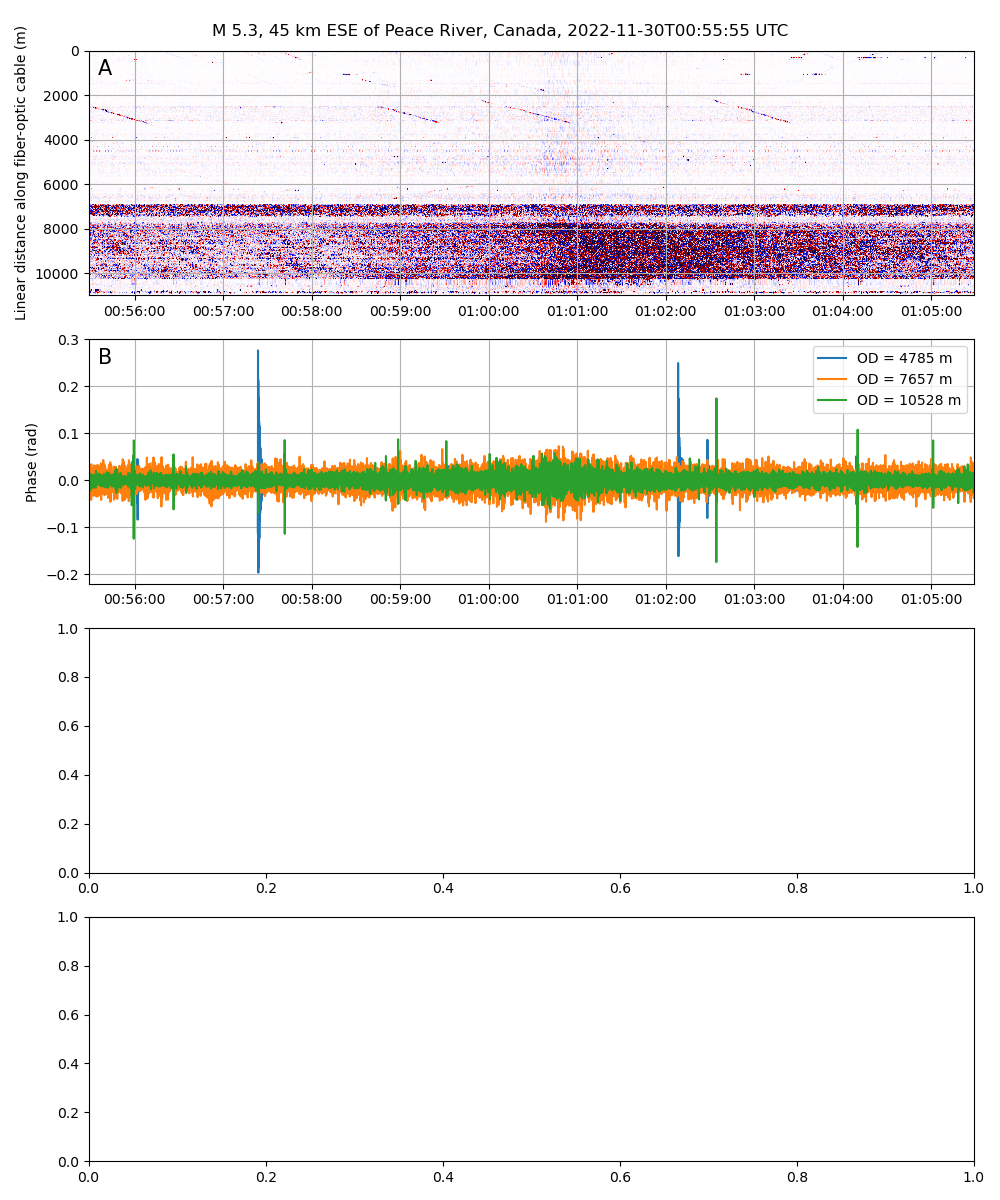 M 5.3, 45 km ESE of Peace River, Canada, 2022-11-30T00:55:55 UTC
Linear distance along fiber-optic cable (m)
A
0
2000
4000
6000
8000
10000
00:56:00 00:57:00 00:58:00 00:59:00 01:00:00 01:01:00 01:02:00 01:03:00 01:04:00 01:05:00
Phase (rad)
B
0.3
0.2
0.1
0.0
−0.1
−0.2
OD = 4785 m
OD = 7657 m
OD = 10528 m
00:56:00 00:57:00 00:58:00 00:59:00 01:00:00 01:01:00 01:02:00 01:03:00 01:04:00 01:05:00
1.0
0.8
0.6
0.4
0.2
0.0
0.0 0.2 0.4 0.6 0.8 1.0
1.0
0.8
0.6
0.4
0.2
0.0
0.0 0.2 0.4 0.6 0.8 1.0